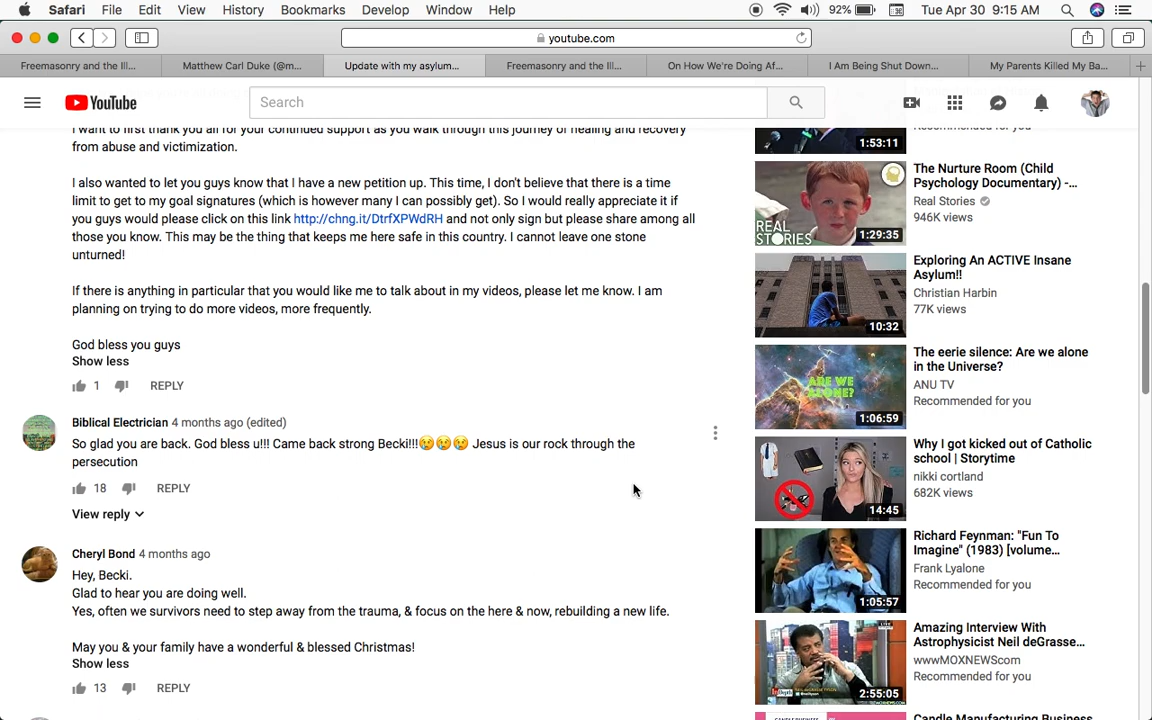 Safari File Edit View History Bookmarks Develop Window Help 92% Tue Apr 30 9:15 AM
youtube.com
Freemasonry and the Ill... Matthew Carl Duke (@m... Update with my asylum... Freemasonry and the Ill... On How We're Doing Af... I Am Being Shut Down... My Parents Killed My Ba...
YouTube Search
I want to first thank you all for your continued support as you walk through this journey of healing and recovery
from abuse and victimization.
I also wanted to let you guys know that I have a new petition up. This time, I don't believe that there is a time
limit to get to my goal signatures (which is however many I can possibly get). So I would really appreciate it if
you guys would please click on this link http://chng.it/DtrfXPWdRH and not only sign but please share among all
those you know. This may be the thing that keeps me here safe in this country. I cannot leave one stone
unturned!
If there is anything in particular that you would like me to talk about in my videos, please let me know. I am
planning on trying to do more videos, more frequently.
God bless you guys
Show less
1 REPLY
Biblical Electrician 4 months ago (edited)
So glad you are back. God bless u!!! Came back strong Becki!!!😢😢😢 Jesus is our rock through the
persecution
18 REPLY
View reply
Cheryl Bond 4 months ago
Hey, Becki.
Glad to hear you are doing well.
Yes, often we survivors need to step away from the trauma, & focus on the here & now, rebuilding a new life.
May you & your family have a wonderful & blessed Christmas!
Show less
13 REPLY
Recommended for you
1:53:11
The Nurture Room (Child
Psychology Documentary) -...
Real Stories
946K views
REAL
STORIES
1:29:35
Exploring An ACTIVE Insane
Asylum!!
Christian Harbin
77K views
10:32
The eerie silence: Are we alone
in the Universe?
ANU TV
Recommended for you
ARE WE
ALONE?
1:06:59
Why I got kicked out of Catholic
school | Storytime
nikki cortland
682K views
14:45
Richard Feynman: "Fun To
Imagine" (1983) [volume...
Frank Lyalone
Recommended for you
1:05:57
Amazing Interview With
Astrophysicist Neil deGrasse...
wwwMOXNEWScom
Recommended for you
2:55:05
Candle Manufacturing Business